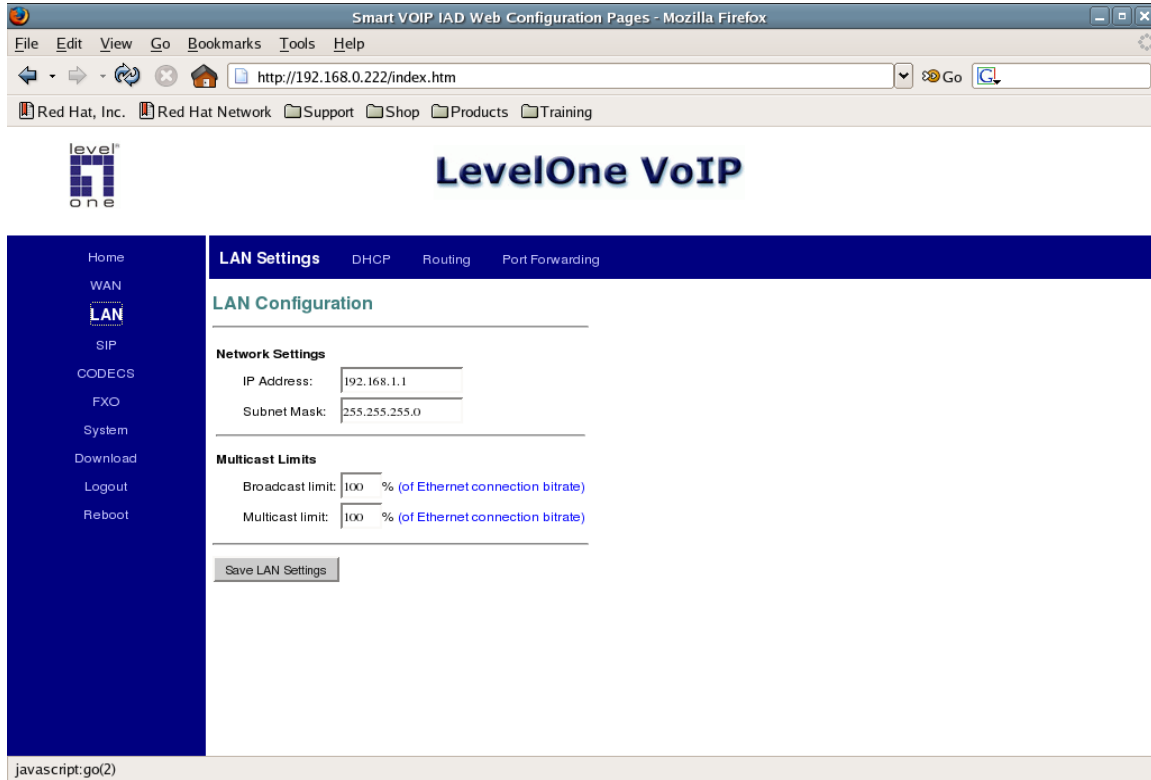 Smart VOIP IAD Web Configuration Pages - Mozilla Firefox
File Edit View Go Bookmarks Tools Help
http://192.168.0.222/index.htm Go G
Red Hat, Inc. Red Hat Network Support Shop Products Training
level one
LevelOne VoIP
Home
WAN
LAN
SIP
CODECS
FXO
System
Download
Logout
Reboot
LAN Settings DHCP Routing Port Forwarding
LAN Configuration
Network Settings
IP Address: 192.168.1.1
Subnet Mask: 255.255.255.0
Multicast Limits
Broadcast limit: 100 % (of Ethernet connection bitrate)
Multicast limit: 100 % (of Ethernet connection bitrate)
Save LAN Settings
javascript:go(2)